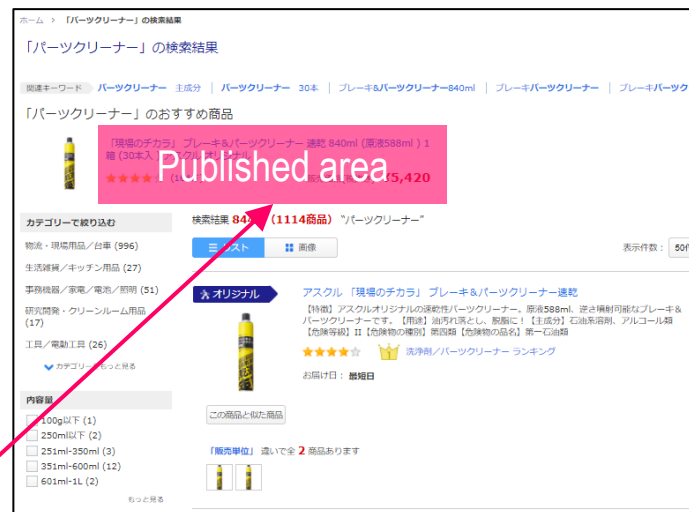 ホーム > 「パーツクリーナー」の検索結果
「パーツクリーナー」の検索結果
関連キーワード パーツクリーナー 主成分 | パーツクリーナー 30本 | ブレーキ&パーツクリーナー840ml | ブレーキパーツクリーナー | ブレーキパーツク
「パーツクリーナー」のおすすめ商品
「現場のチカラ」 ブレーキ&パーツクリーナー 速乾 840ml (原液588ml ) 1
箱 (30本入 ) アスクル オリジナル
Published area
★★★★
¥5,420
カテゴリーで絞り込む
検索結果 844 (1114商品) "パーツクリーナー"
物流・現場用品/台車 (996)
リスト 画像
表示件数: 50件
生活雑貨/キッチン用品 (27)
事務機器/家電/電池/照明 (51)
研究開発・クリーンルーム用品
(17)
工具/電動工具 (26)
カテゴリーをもっと見る
オリジナル
アスクル 「現場のチカラ」 ブレーキ&パーツクリーナー速乾
【特徴】アスクルオリジナルの速乾性パーツクリーナー。原液588ml、逆さ噴射可能なブレーキ&
パーツクリーナーです。【用途】油汚れ落とし、脱脂に!【主成分】石油系溶剤、アルコール類
【危険等級】II【危険物の種別】第四類【危険物の品名】第一石油類
★★★★☆ 1 洗浄剤/パーツクリーナー ランキング
お届け日: 最短日
この商品と似た商品
「販売単位」 違いで全 2 商品あります
内容量
100g以下 (1)
250ml以下 (2)
251ml-350ml (3)
351ml-600ml (12)
601ml-1L (2)
もっと見る